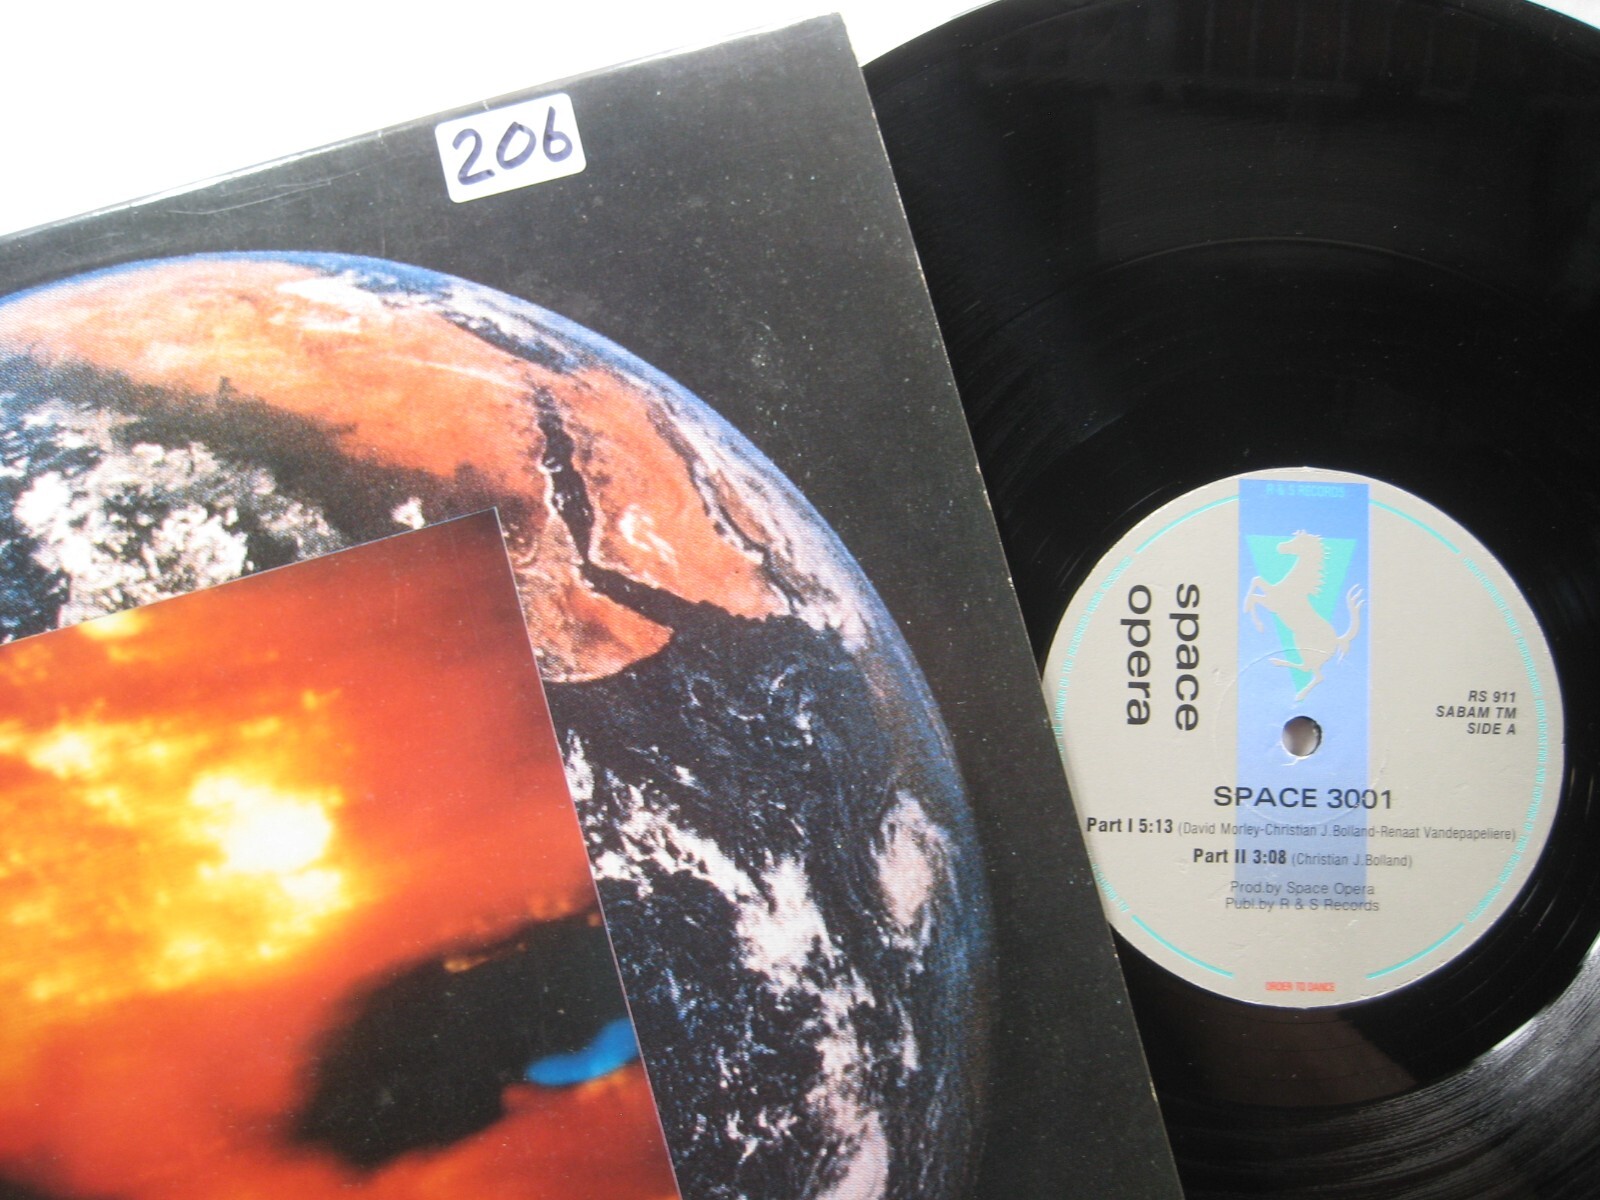 206
R & S RECORDS
space
opera
RS 911
SABAM TM
SIDE A
SPACE 3001
Part I 5:13 (David Morley-Christian J.Bolland-Renaat Vandepapeliere)
Part II 3:08 (Christian J.Bolland)
Prod.by Space Opera
Publ.by R & S Records
ORDER TO DANCE